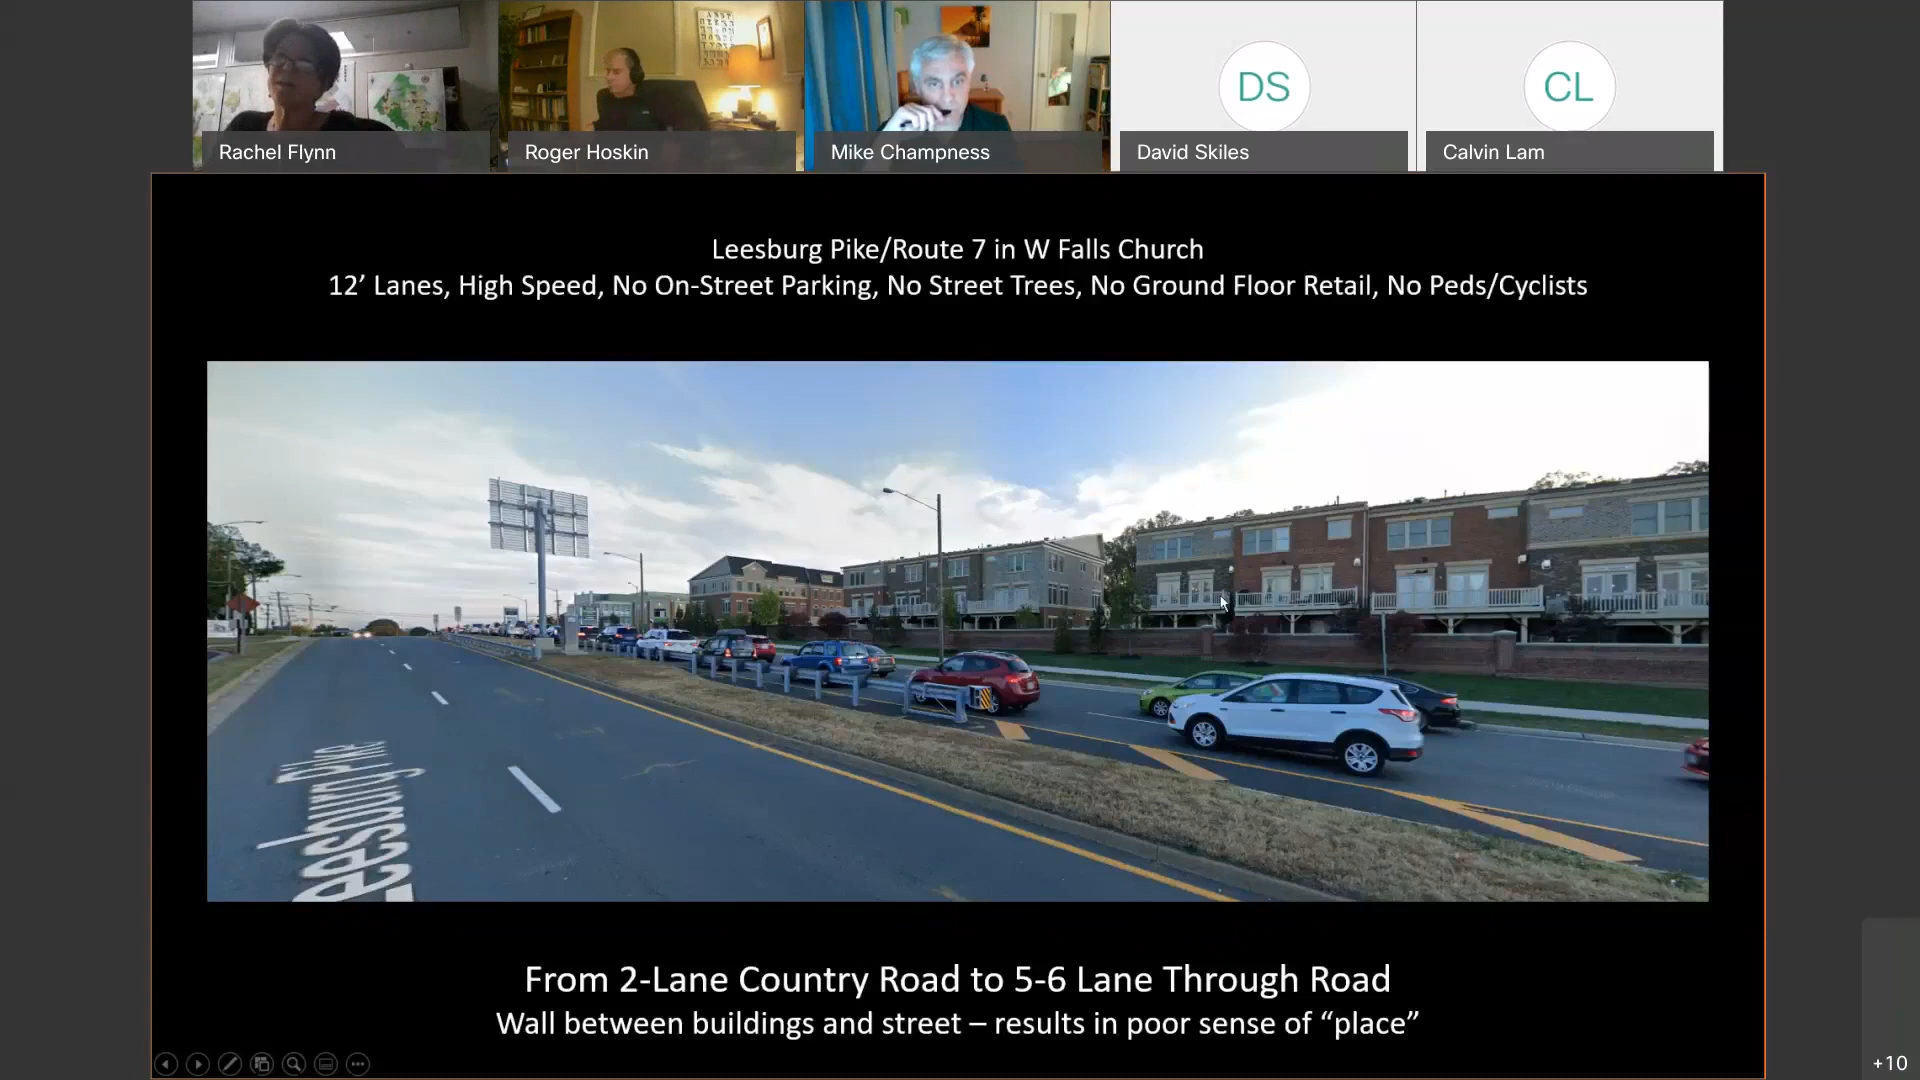 Rachel Flynn
Roger Hoskin
Mike Champness
DS
David Skiles
CL
Calvin Lam
Leesburg Pike/Route 7 in W Falls Church
12’ Lanes, High Speed, No On-Street Parking, No Street Trees, No Ground Floor Retail, No Peds/Cyclists
eesburg Pike
From 2-Lane Country Road to 5-6 Lane Through Road
Wall between buildings and street – results in poor sense of “place”
+10